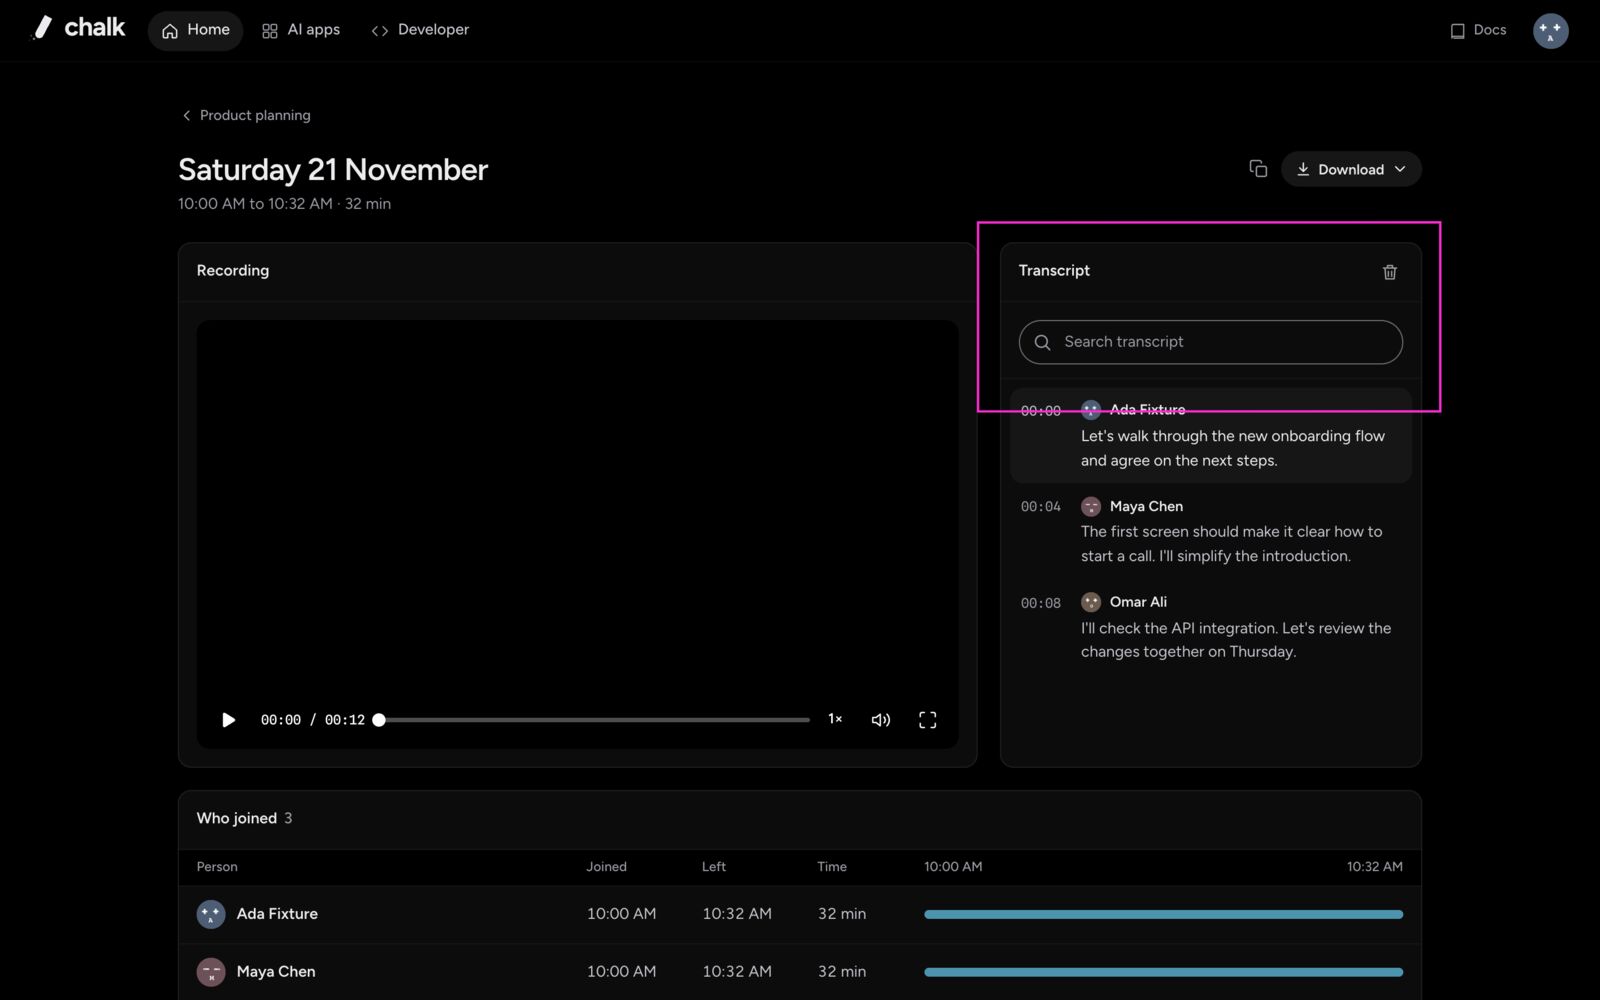 chalk
Home
AI apps
Developer
Docs
Product planning
Saturday 21 November
10:00 AM to 10:32 AM · 32 min
Download
Recording
00:00 / 00:12
1×
Transcript
Search transcript
00:00 Ada Fixture
Let's walk through the new onboarding flow
and agree on the next steps.
00:04 Maya Chen
The first screen should make it clear how to
start a call. I'll simplify the introduction.
00:08 Omar Ali
I'll check the API integration. Let's review the
changes together on Thursday.
Who joined 3
Person Joined Left Time 10:00 AM 10:32 AM
Ada Fixture 10:00 AM 10:32 AM 32 min
Maya Chen 10:00 AM 10:32 AM 32 min